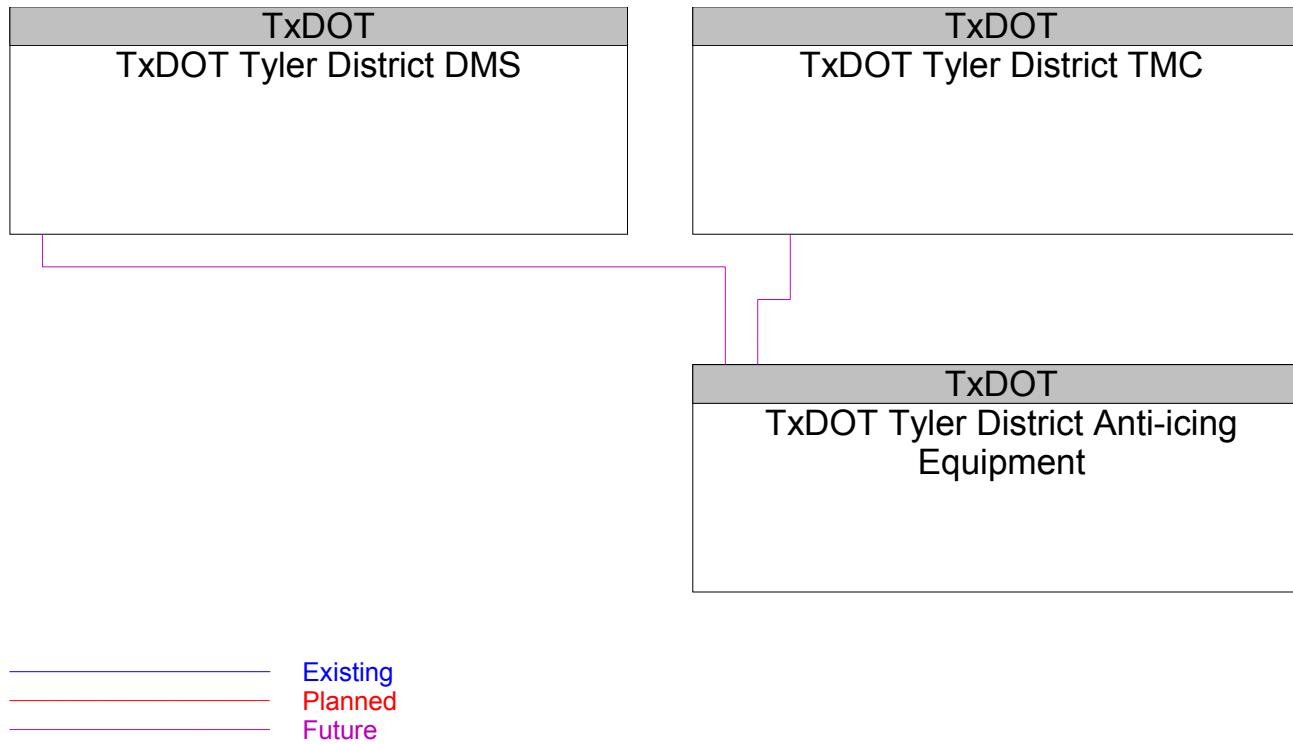 TxDOT
TxDOT Tyler District DMS
TxDOT
TxDOT Tyler District TMC
TxDOT
TxDOT Tyler District Anti-icing
Equipment
Existing
Planned
Future